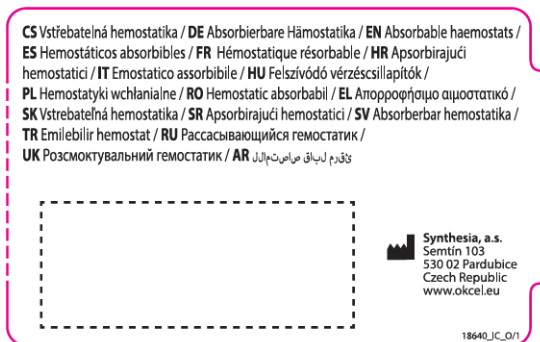 CS Vstřebatelná hemostatika / DE Absorbierbare Hämostatika / EN Absorbable haemostats /
ES Hemostáticos absorbibles / FR Hémostatique résorbable / HR Apsorbirajući
hemostatici / IT Emostatico assorbibile / HU Felszívódó vérzéscsillapítók /
PL Hemostatyki wchłanialne / RO Hemostatic absorbabil / EL Απορροφήσιμο αιμοστατικό /
SK Vstrebateľná hemostatika / SR Apsorbirajući hemostatici / SV Absorberbar hemostatika /
TR Emilebilir hemostat / RU Рассасывающийся гемостатик /
UK Розсмоктувальний гемостатик / AR
Synthesia, a.s.
Semtín 103
530 02 Pardubice
Czech Republic
www.okcel.eu
18640_JC_O/1